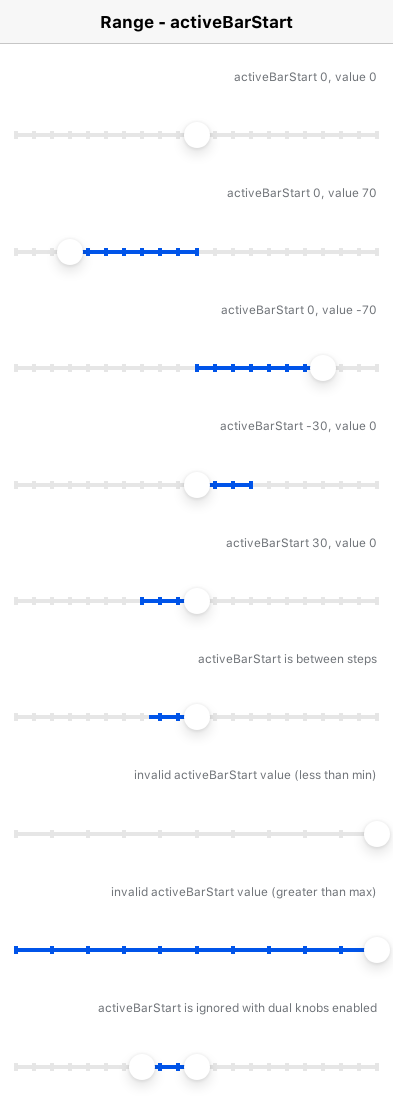 Range - activeBarStart
activeBarStart 0, value 0
activeBarStart 0, value 70
activeBarStart 0, value -70
activeBarStart -30, value 0
activeBarStart 30, value 0
activeBarStart is between steps
invalid activeBarStart value (less than min)
invalid activeBarStart value (greater than max)
activeBarStart is ignored with dual knobs enabled